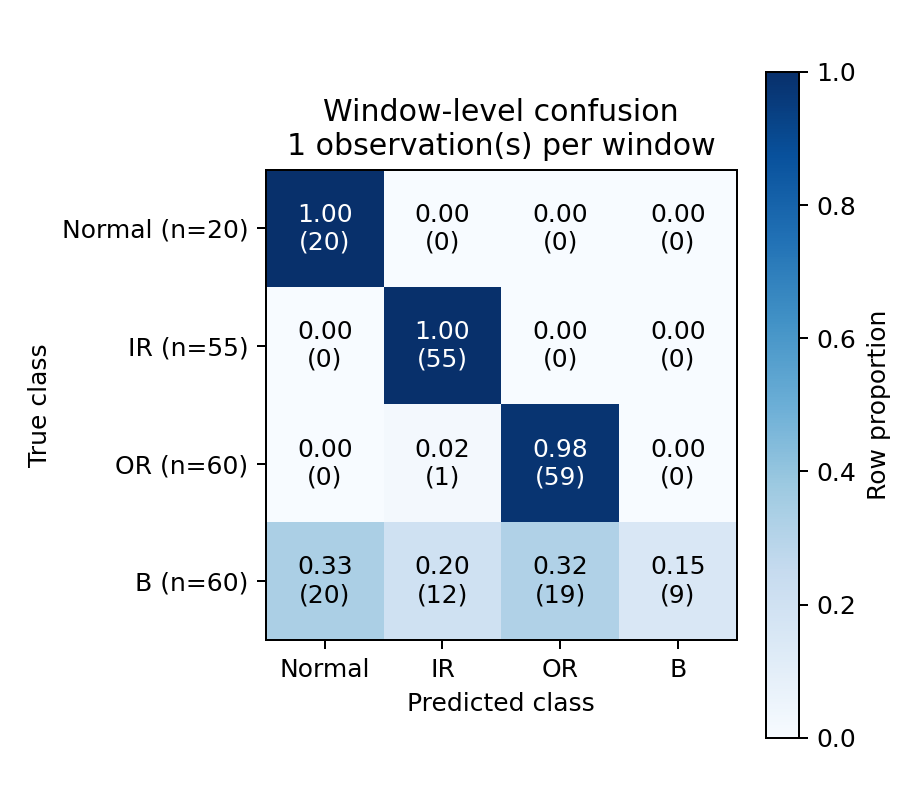 Window-level confusion
1 observation(s) per window
Normal (n=20)
1.00 0.00 0.00 0.00
(20) (0) (0) (0)
IR (n=55)
0.00 1.00 0.00 0.00
(0) (55) (0) (0)
OR (n=60)
0.00 0.02 0.98 0.00
(0) (1) (59) (0)
B (n=60)
0.33 0.20 0.32 0.15
(20) (12) (19) (9)
Normal IR OR B
Predicted class
True class
1.0
0.8
0.6
0.4
0.2
0.0
Row proportion